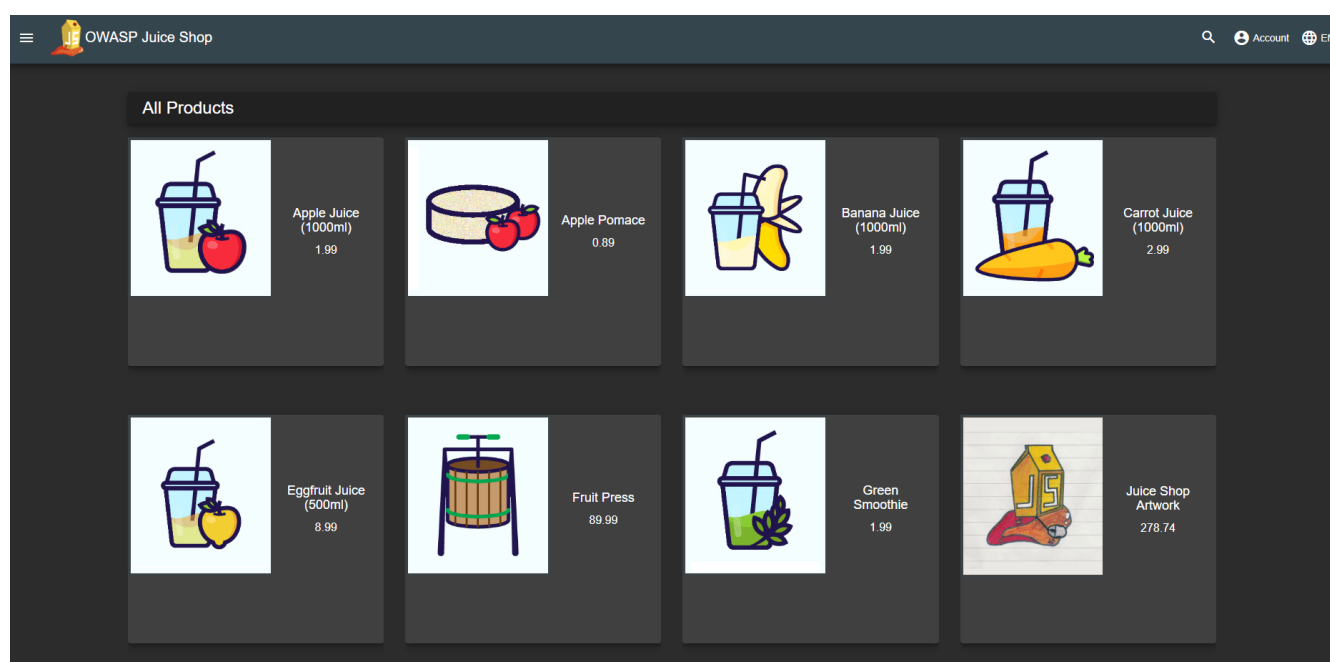 OWASP Juice Shop
Account
All Products
Apple Juice
(1000ml)
1.99
Apple Pomace
0.89
Banana Juice
(1000ml)
1.99
Carrot Juice
(1000ml)
2.99
Eggfruit Juice
(500ml)
8.99
Fruit Press
89.99
Green
Smoothie
1.99
JS
Juice Shop
Artwork
278.74